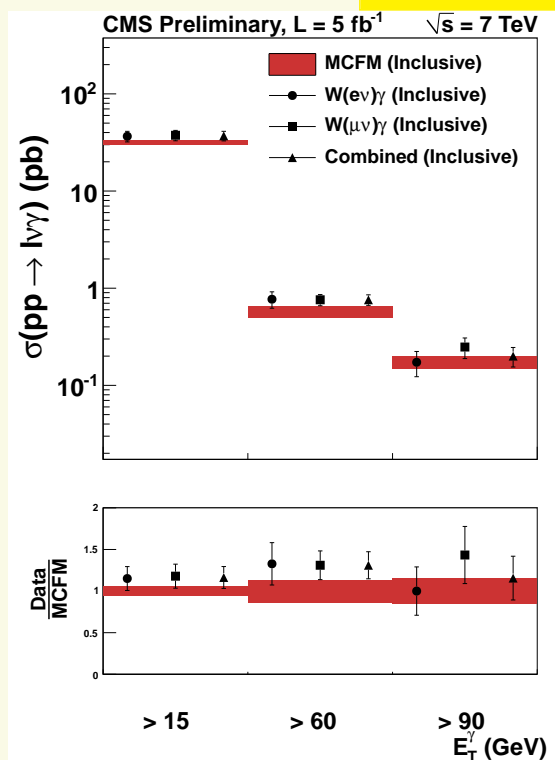 CMS Preliminary, L = 5 fb⁻¹ √s = 7 TeV
MCFM (Inclusive)
W(eν)γ (Inclusive)
W(μν)γ (Inclusive)
Combined (Inclusive)
σ(pp → lνγ) (pb)
10²
10
1
10⁻¹
Data
MCFM
2
1.5
1
0.5
0
> 15 > 60 > 90
E_T^γ (GeV)